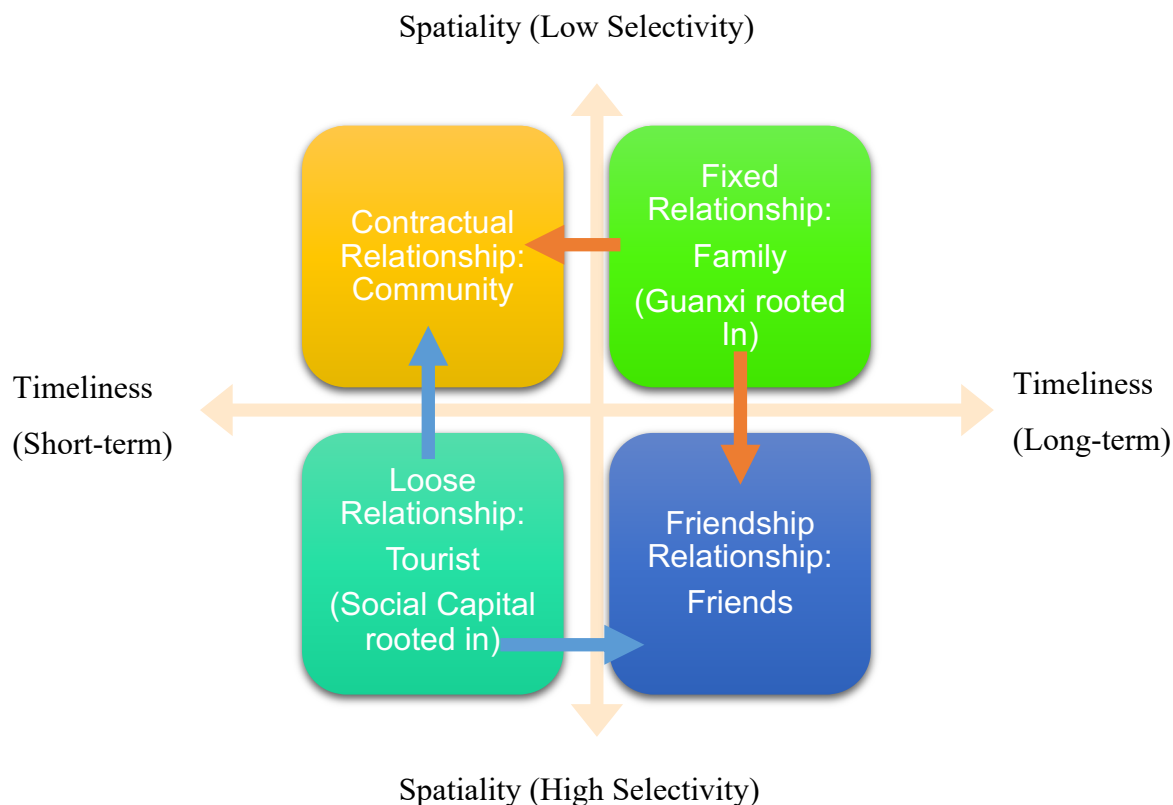 Spatiality (Low Selectivity)
Contractual
Relationship:
Community
Fixed
Relationship:
Family
(Guanxi rooted
In)
Timeliness
(Short-term)
Timeliness
(Long-term)
Loose
Relationship:
Tourist
(Social Capital
rooted in)
Friendship
Relationship:
Friends
Spatiality (High Selectivity)